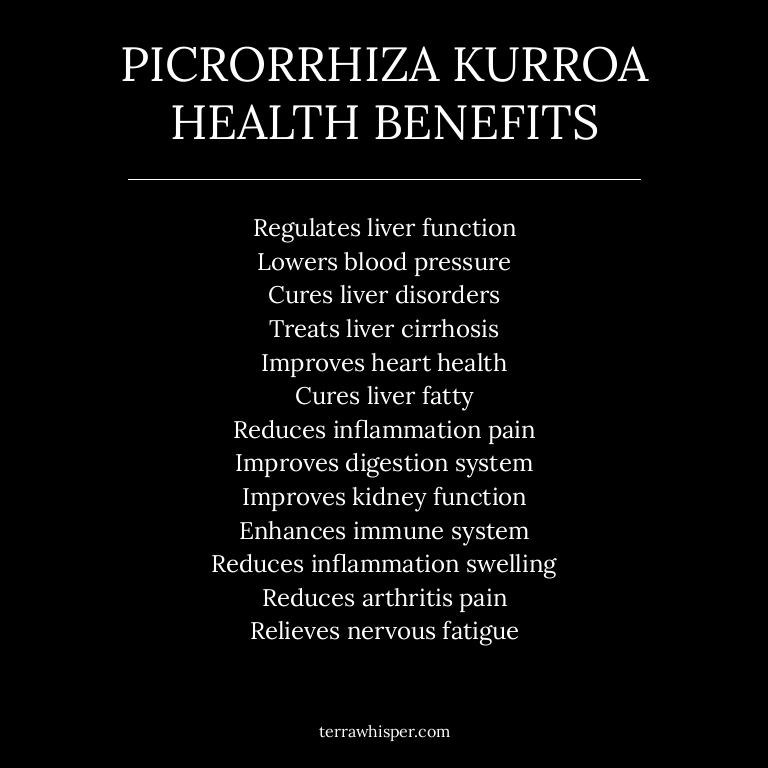 PICRORRHIZA KURROA
HEALTH BENEFITS
Regulates liver function
Lowers blood pressure
Cures liver disorders
Treats liver cirrhosis
Improves heart health
Cures liver fatty
Reduces inflammation pain
Improves digestion system
Improves kidney function
Enhances immune system
Reduces inflammation swelling
Reduces arthritis pain
Relieves nervous fatigue
terrawhisper.com